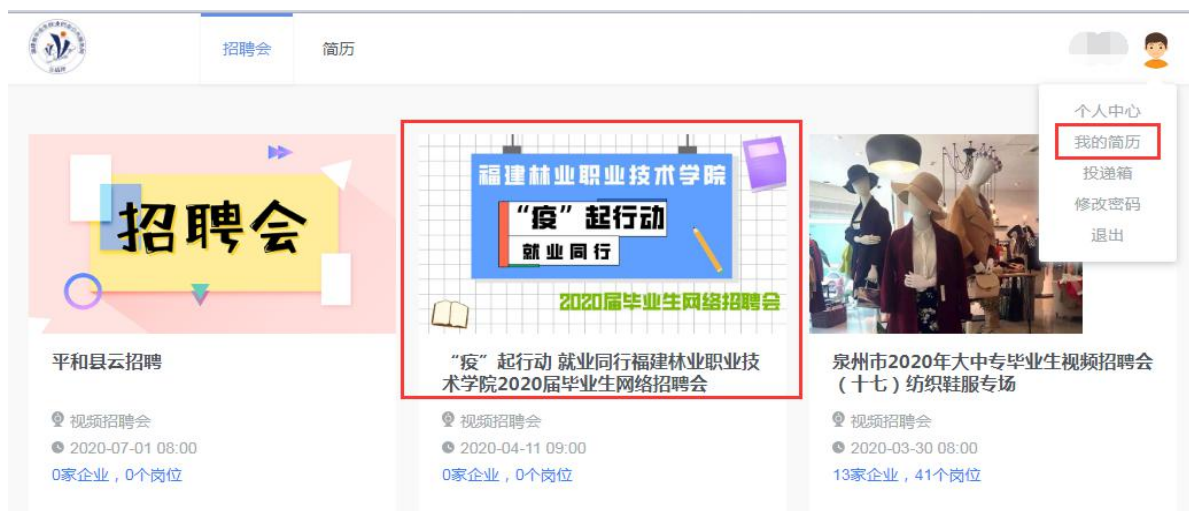 招聘会
简历
个人中心
我的简历
投递箱
修改密码
退出
招聘会
福建林业职业技术学院
“疫”起行动
就业同行
2020届毕业生网络招聘会
平和县云招聘
视频招聘会
2020-07-01 08:00
0家企业，0个岗位
“疫”起行动 就业同行福建林业职业技
术学院2020届毕业生网络招聘会
视频招聘会
2020-04-11 09:00
0家企业，0个岗位
泉州市2020年大中专毕业生视频招聘会
（十七）纺织鞋服专场
视频招聘会
2020-03-30 08:00
13家企业，41个岗位